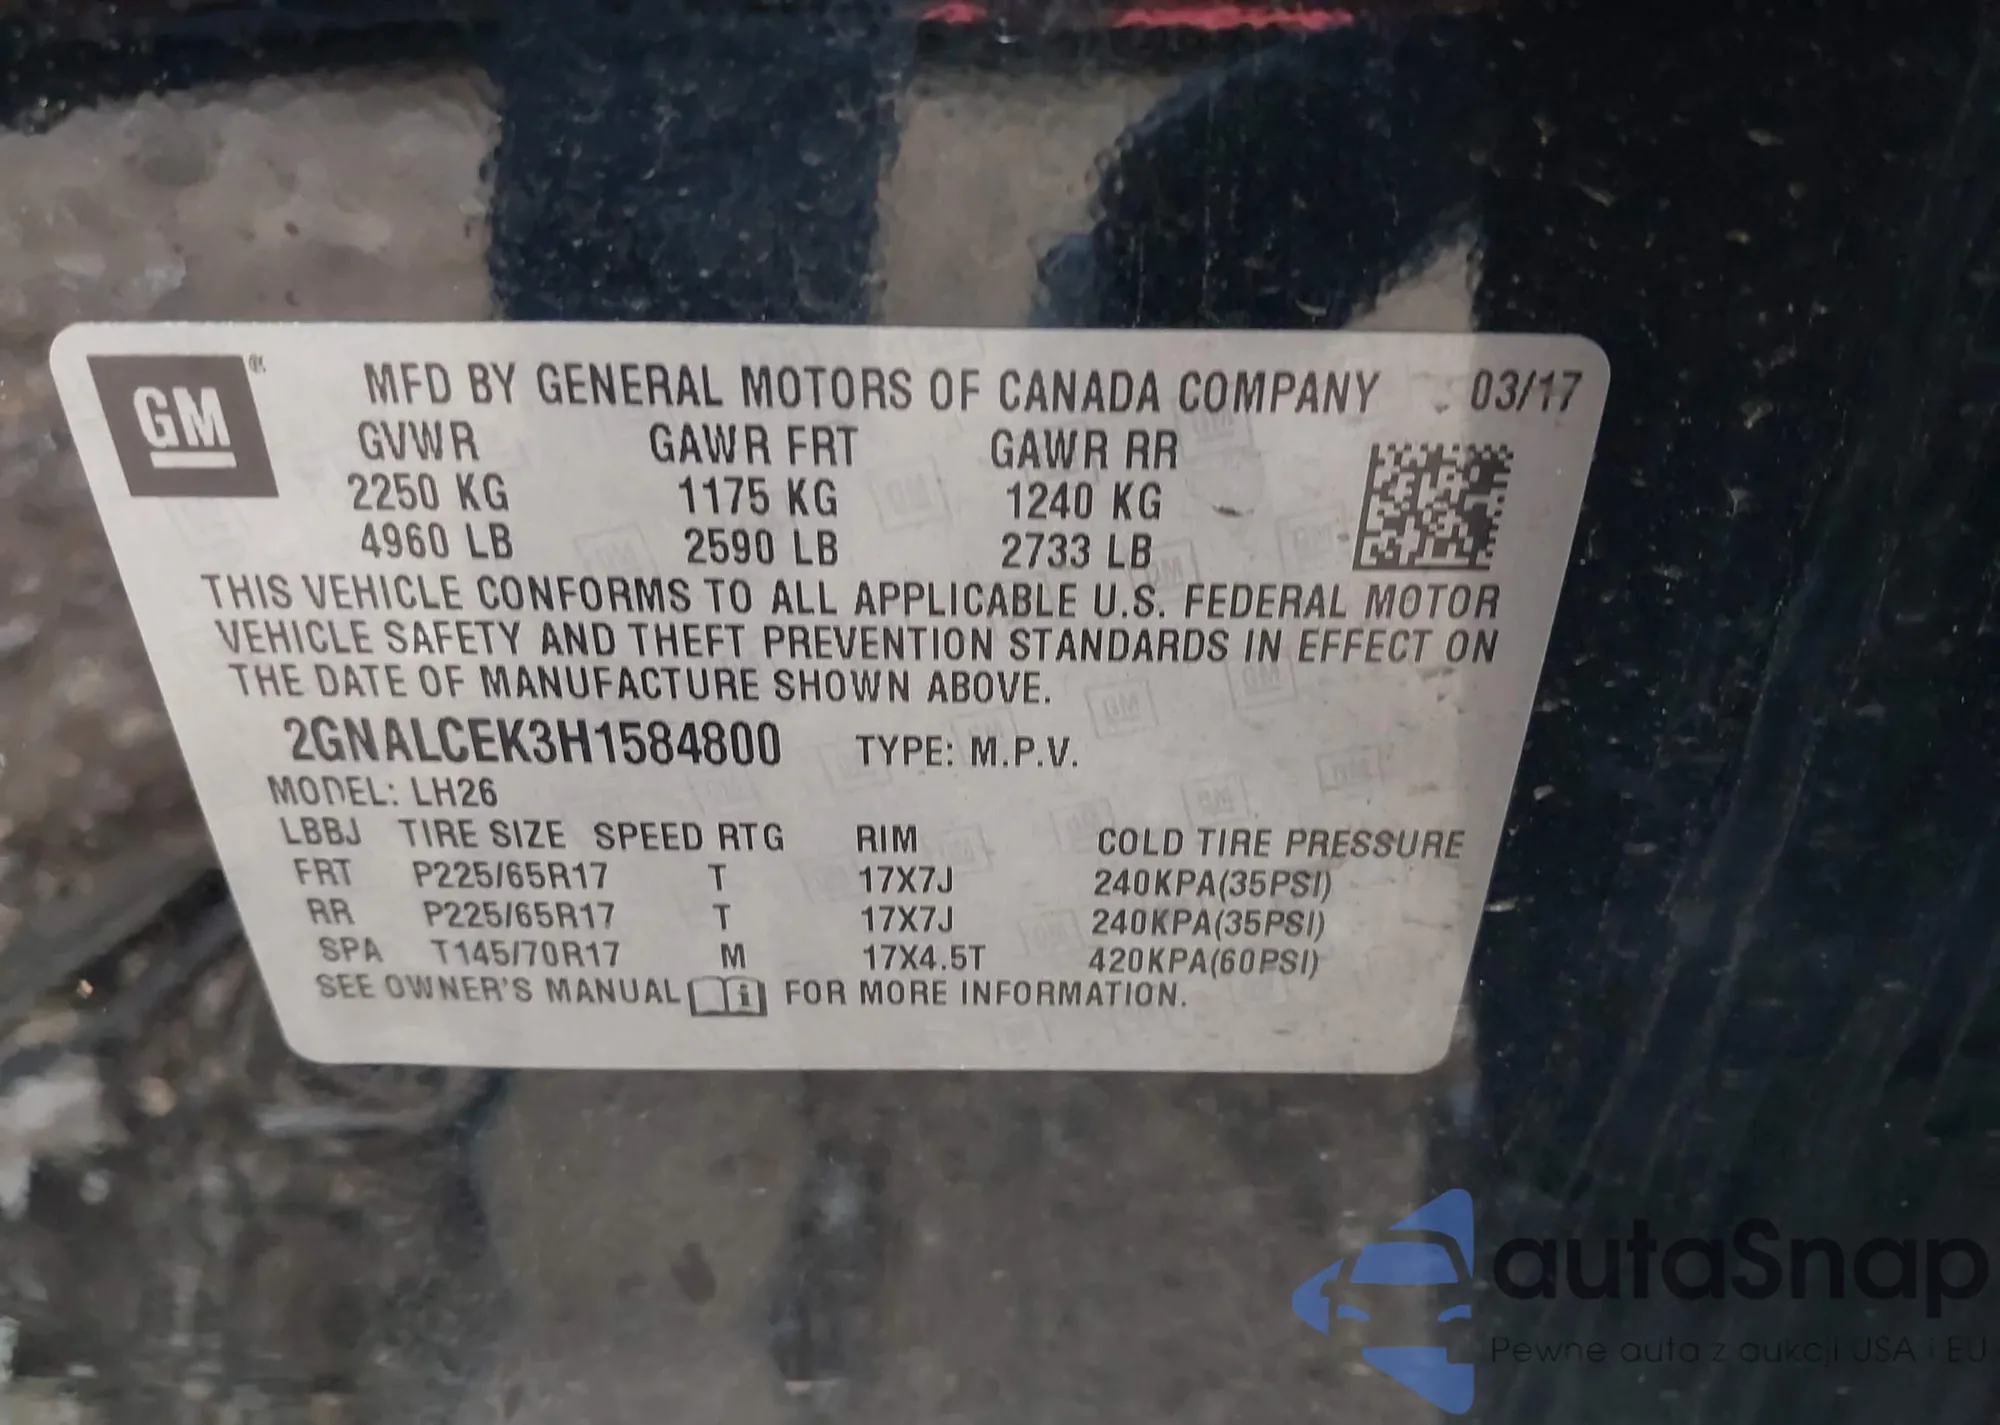 GM
MFD BY GENERAL MOTORS OF CANADA COMPANY 03/17
GVWR GAWR FRT GAWR RR
2250 KG 1175 KG 1240 KG
4960 LB 2590 LB 2733 LB
THIS VEHICLE CONFORMS TO ALL APPLICABLE U.S. FEDERAL MOTOR
VEHICLE SAFETY AND THEFT PREVENTION STANDARDS IN EFFECT ON
THE DATE OF MANUFACTURE SHOWN ABOVE.
2GNALCEK3H1584800 TYPE: M.P.V.
MODEL: LH26
LBBJ TIRE SIZE SPEED RTG RIM COLD TIRE PRESSURE
FRT P225/65R17 T 17X7J 240KPA(35PSI)
RR P225/65R17 T 17X7J 240KPA(35PSI)
SPA T145/70R17 M 17X4.5T 420KPA(60PSI)
SEE OWNER'S MANUAL i FOR MORE INFORMATION.
autaSnap
Pewne auta z aukcji USA i EU